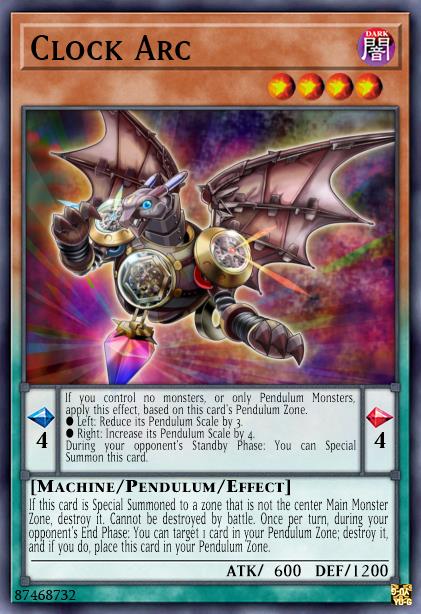 Clock Arc
DARK
闇
If you control no monsters, or only Pendulum Monsters,
apply this effect, based on this card's Pendulum Zone.
● Left: Reduce its Pendulum Scale by 3.
● Right: Increase its Pendulum Scale by 4.
During your opponent's Standby Phase: You can Special
Summon this card.
4
4
[Machine/Pendulum/Effect]
If this card is Special Summoned to a zone that is not the center Main Monster
Zone, destroy it. Cannot be destroyed by battle. Once per turn, during your
opponent's End Phase: You can target 1 card in your Pendulum Zone; destroy it,
and if you do, place this card in your Pendulum Zone.
ATK/ 600 DEF/1200
87468732